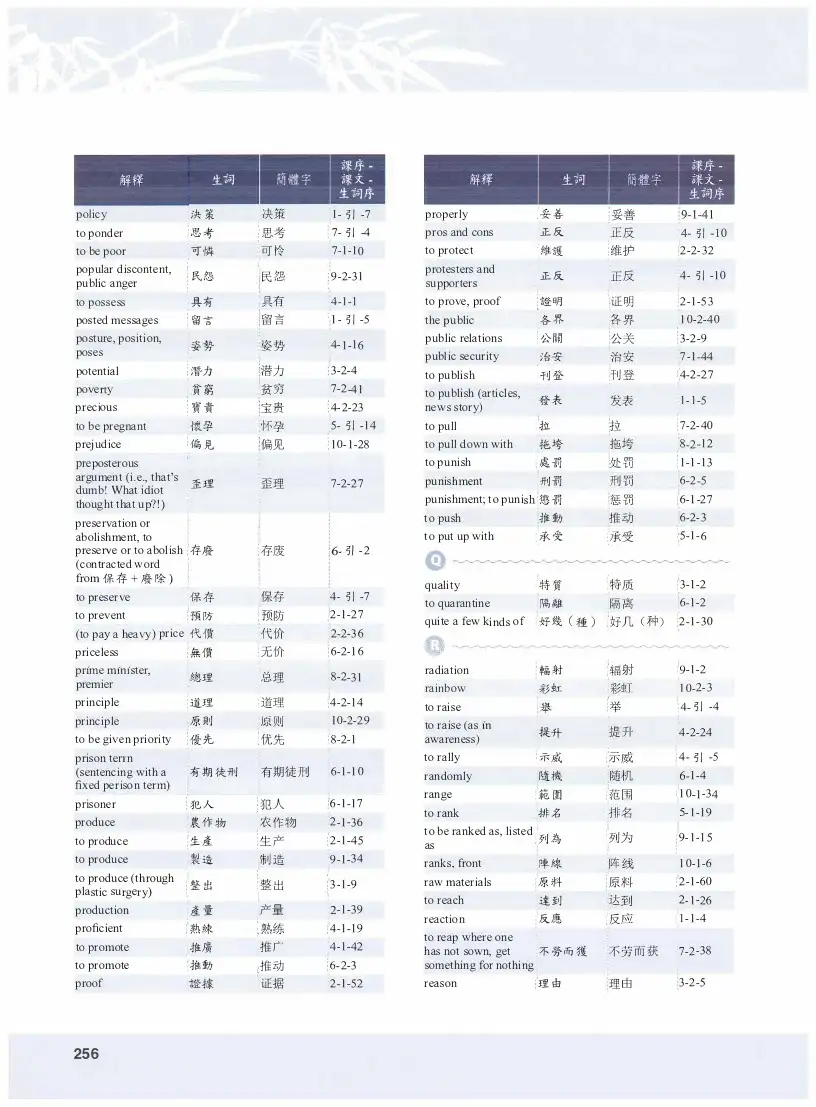 解釋 生詞 簡體字 課序 -
課文 -
生詞序
policy 決策 决策 1- 引 -7
to ponder 思考 思考 7- 引 -4
to be poor 可憐 可怜 7-1-10
popular discontent,
public anger 民怨 民怨 9-2-31
to possess 具有 具有 4-1-1
posted messages 留言 留言 1- 引 -5
posture, position,
poses 姿勢 姿势 4-1-16
potential 潛力 潜力 3-2-4
poverty 貧窮 贫穷 7-2-41
precious 寶貴 宝贵 4-2-23
to be pregnant 懷孕 怀孕 5- 引 -14
prejudice 偏見 偏见 10-1-28
preposterous
argument (i.e., that's
dumb! What idiot
thought that up?!) 歪理 歪理 7-2-27
preservation or
abolishment, to
preserve or to abolish 存廢 存废 6- 引 -2
(contracted word
from 保存 + 廢除 )
to preserve 保存 保存 4- 引 -7
to prevent 預防 预防 2-1-27
(to pay a heavy) price 代價 代价 2-2-36
priceless 無價 无价 6-2-16
príme míníster,
premier 總理 总理 8-2-31
principle 道理 道理 4-2-14
principle 原則 原则 10-2-29
to be given priority 優先 优先 8-2-1
prison terrn
(sentencing with a
fixed perison term) 有期徒刑 有期徒刑 6-1-10
prisoner 犯人 犯人 6-1-17
produce 農作物 农作物 2-1-36
to produce 生產 生产 2-1-45
to produce 製造 制造 9-1-34
to produce (through
plastic surgery) 整出 整出 3-1-9
production 產量 产量 2-1-39
proficient 熟練 熟练 4-1-19
to promote 推廣 推广 4-1-42
to promote 推動 推动 6-2-3
proof 證據 证据 2-1-52
解釋 生詞 簡體字 課序 -
課文 -
生詞序
properly 妥善 妥善 9-1-41
pros and cons 正反 正反 4- 引 -10
to protect 維護 维护 2-2-32
protesters and
supporters 正反 正反 4- 引 -10
to prove, proof 證明 证明 2-1-53
the public 各界 各界 10-2-40
public relations 公關 公关 3-2-9
public security 治安 治安 7-1-44
to publish 刊登 刊登 4-2-27
to publish (articles,
news story) 發表 发表 1-1-5
to pull 拉 拉 7-2-40
to pull down with 拖垮 拖垮 8-2-12
to punish 處罰 处罚 1-1-13
punishment 刑罰 刑罚 6-2-5
punishment; to punish 懲罰 惩罚 6-1-27
to push 推動 推动 6-2-3
to put up with 承受 承受 5-1-6
Q
quality 特質 特质 3-1-2
to quarantine 隔離 隔离 6-1-2
quite a few kinds of 好幾（種） 好几（种） 2-1-30
R
radiation 輻射 辐射 9-1-2
rainbow 彩虹 彩虹 10-2-3
to raise 舉 举 4- 引 -4
to raise (as in
awareness) 提升 提升 4-2-24
to rally 示威 示威 4- 引 -5
randomly 隨機 随机 6-1-4
range 範圍 范围 10-1-34
to rank 排名 排名 5-1-19
to be ranked as, listed
as 列為 列为 9-1-15
ranks, front 陣線 阵线 10-1-6
raw materials 原料 原料 2-1-60
to reach 達到 达到 2-1-26
reaction 反應 反应 1-1-4
to reap where one
has not sown, get
something for nothing 不勞而獲 不劳而获 7-2-38
reason 理由 理由 3-2-5
256